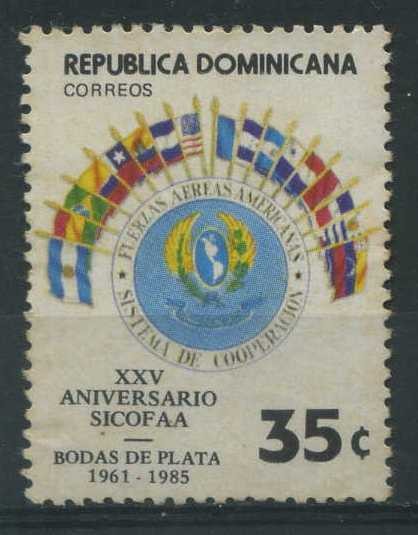 REPUBLICA DOMINICANA
CORREOS
* FUERZAS AEREAS AMERICANAS *
SISTEMA DE COOPERACION
XXV
ANIVERSARIO
SICOFAA
—
BODAS DE PLATA
1961 - 1985
35¢